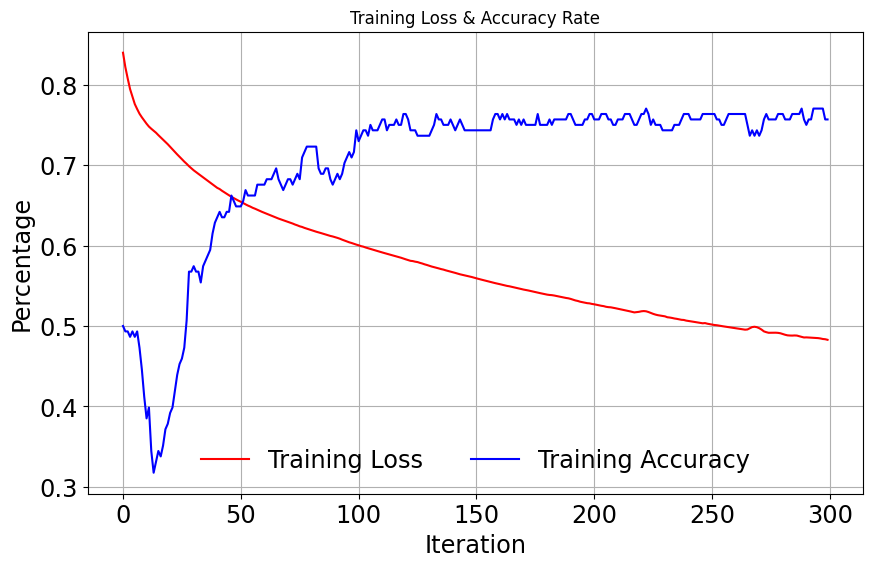 Training Loss & Accuracy Rate
Percentage
0.8
0.7
0.6
0.5
0.4
0.3
Training Loss Training Accuracy
0 50 100 150 200 250 300
Iteration